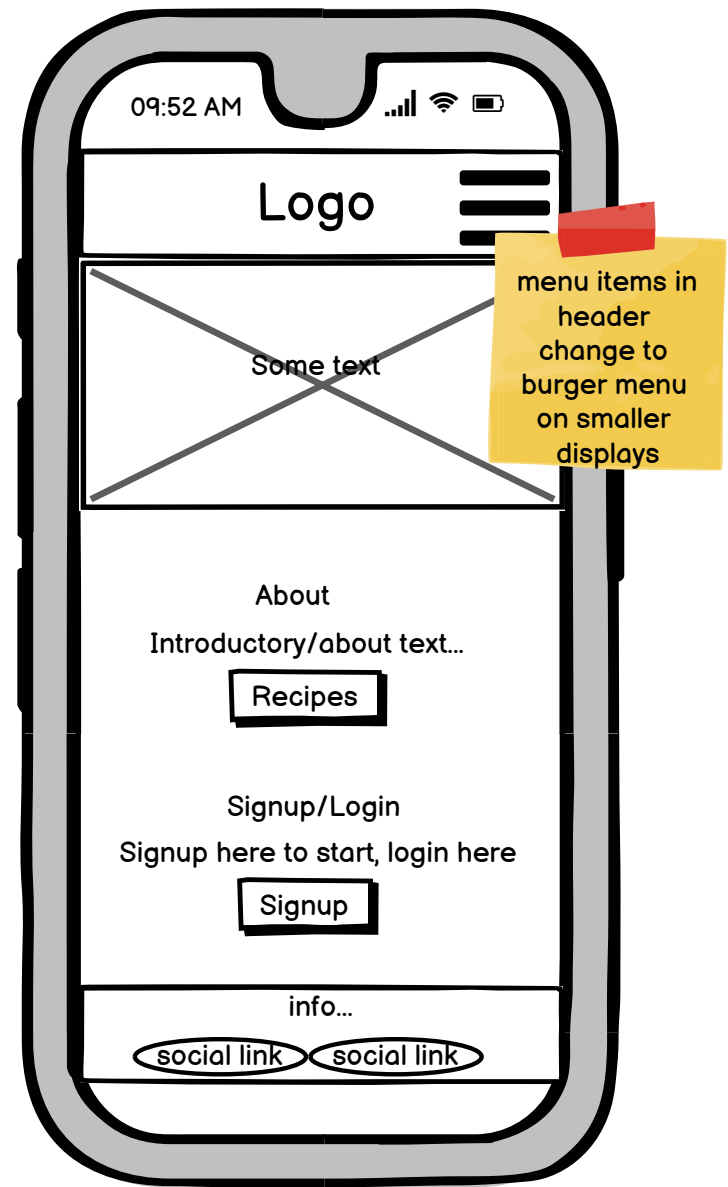 09:52 AM
Logo
menu items in
header
change to
burger menu
on smaller
displays
Some text
About
Introductory/about text...
Recipes
Signup/Login
Signup here to start, login here
Signup
info...
social link social link